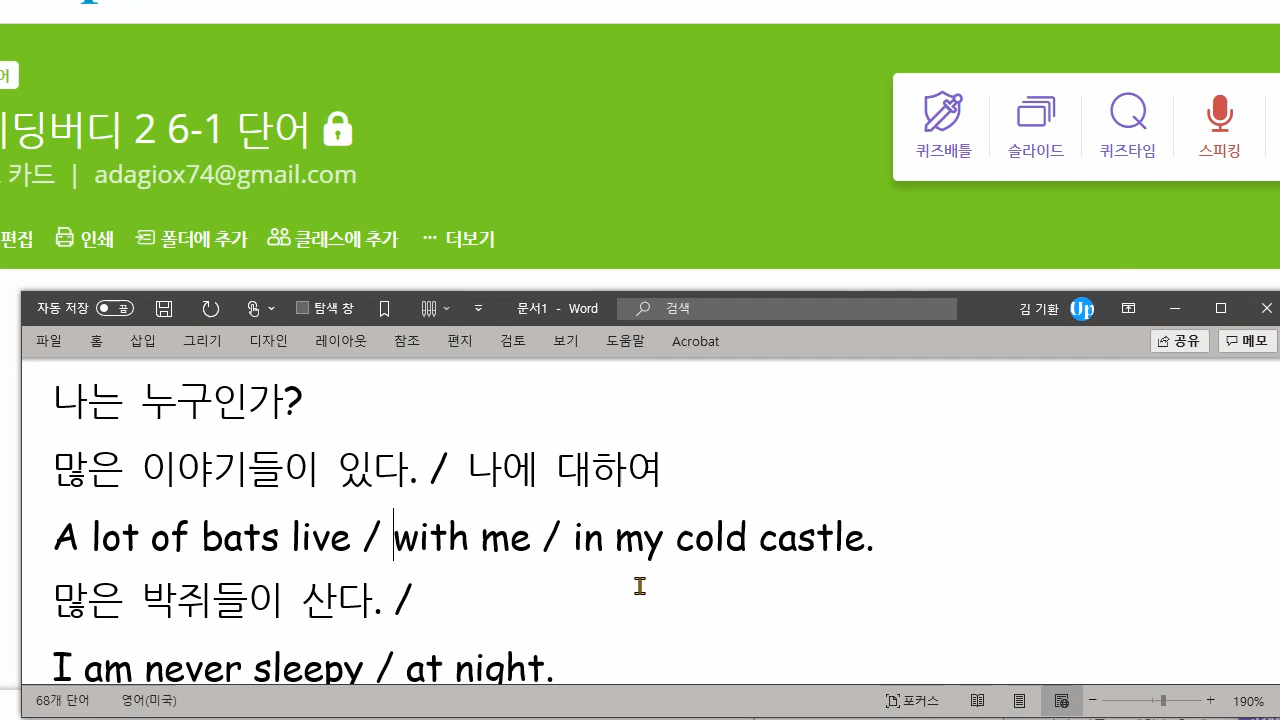 어
딩버디 2 6-1 단어
카드 | adagiox74@gmail.com
퀴즈배틀 슬라이드 퀴즈타임 스피킹
편집 인쇄 폴더에 추가 클래스에 추가 ··· 더보기
자동 저장 끔 탐색 창 문서1 - Word 검색 김 기환 Up
파일 홈 삽입 그리기 디자인 레이아웃 참조 편지 검토 보기 도움말 Acrobat 공유 메모
나는 누구인가?
많은 이야기들이 있다. / 나에 대하여
A lot of bats live / with me / in my cold castle.
많은 박쥐들이 산다. /
I am never sleepy / at night.
68개 단어 영어(미국) 포커스 190%